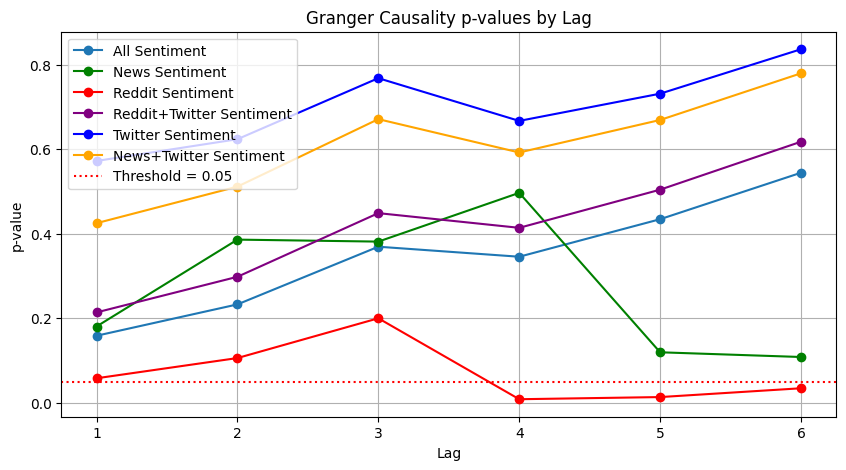 Granger Causality p-values by Lag
All Sentiment
News Sentiment
Reddit Sentiment
Reddit+Twitter Sentiment
Twitter Sentiment
News+Twitter Sentiment
Threshold = 0.05
p-value
0.8
0.6
0.4
0.2
0.0
1 2 3 4 5 6
Lag